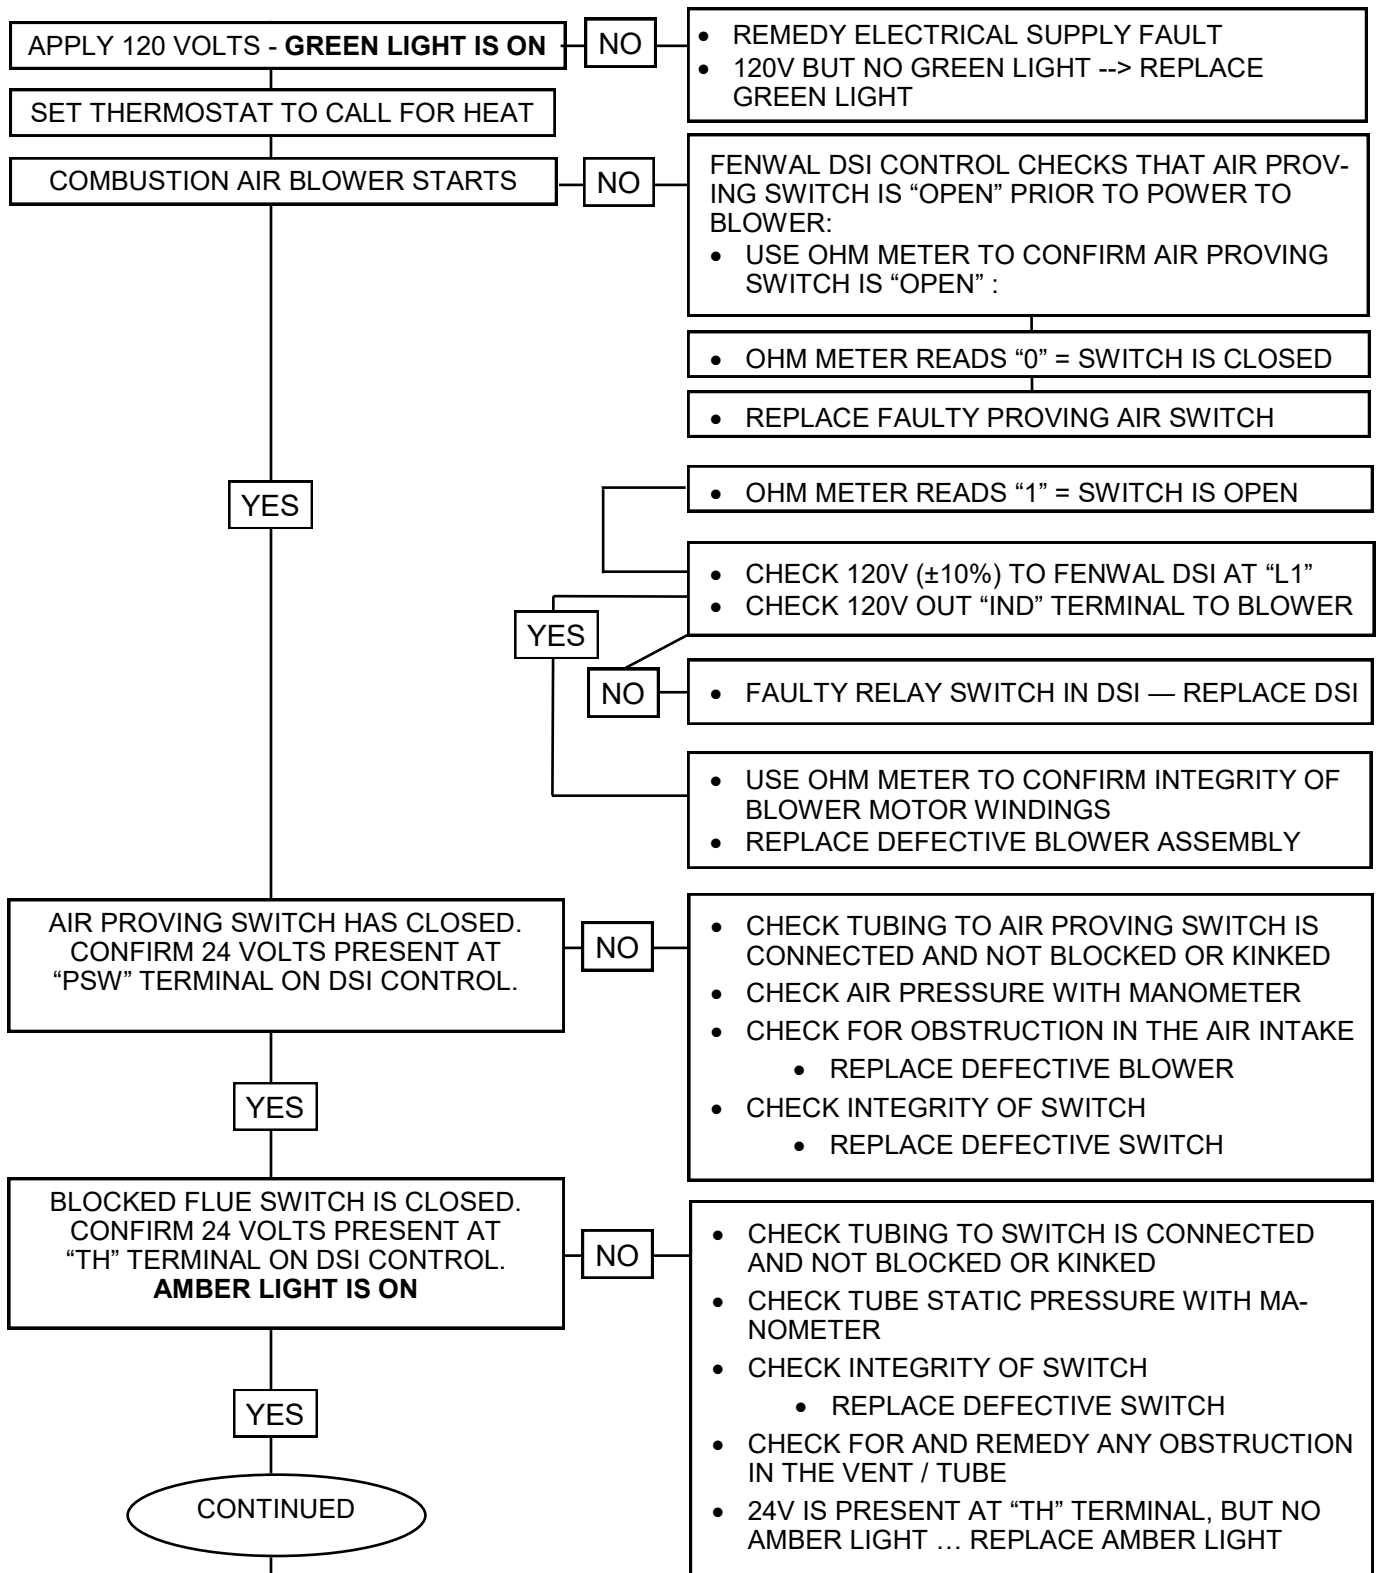 APPLY 120 VOLTS - GREEN LIGHT IS ON
NO
• REMEDY ELECTRICAL SUPPLY FAULT
• 120V BUT NO GREEN LIGHT --> REPLACE
GREEN LIGHT
SET THERMOSTAT TO CALL FOR HEAT
COMBUSTION AIR BLOWER STARTS
NO
FENWAL DSI CONTROL CHECKS THAT AIR PROV-
ING SWITCH IS “OPEN” PRIOR TO POWER TO
BLOWER:
• USE OHM METER TO CONFIRM AIR PROVING
SWITCH IS “OPEN” :
• OHM METER READS “0” = SWITCH IS CLOSED
• REPLACE FAULTY PROVING AIR SWITCH
YES
• OHM METER READS “1” = SWITCH IS OPEN
• CHECK 120V (±10%) TO FENWAL DSI AT “L1”
• CHECK 120V OUT “IND” TERMINAL TO BLOWER
YES
NO
• FAULTY RELAY SWITCH IN DSI — REPLACE DSI
• USE OHM METER TO CONFIRM INTEGRITY OF
BLOWER MOTOR WINDINGS
• REPLACE DEFECTIVE BLOWER ASSEMBLY
AIR PROVING SWITCH HAS CLOSED.
CONFIRM 24 VOLTS PRESENT AT
“PSW” TERMINAL ON DSI CONTROL.
NO
• CHECK TUBING TO AIR PROVING SWITCH IS
CONNECTED AND NOT BLOCKED OR KINKED
• CHECK AIR PRESSURE WITH MANOMETER
• CHECK FOR OBSTRUCTION IN THE AIR INTAKE
• REPLACE DEFECTIVE BLOWER
• CHECK INTEGRITY OF SWITCH
• REPLACE DEFECTIVE SWITCH
YES
BLOCKED FLUE SWITCH IS CLOSED.
CONFIRM 24 VOLTS PRESENT AT
“TH” TERMINAL ON DSI CONTROL.
AMBER LIGHT IS ON
NO
• CHECK TUBING TO SWITCH IS CONNECTED
AND NOT BLOCKED OR KINKED
• CHECK TUBE STATIC PRESSURE WITH MA-
NOMETER
• CHECK INTEGRITY OF SWITCH
• REPLACE DEFECTIVE SWITCH
• CHECK FOR AND REMEDY ANY OBSTRUCTION
IN THE VENT / TUBE
• 24V IS PRESENT AT “TH” TERMINAL, BUT NO
AMBER LIGHT … REPLACE AMBER LIGHT
YES
CONTINUED